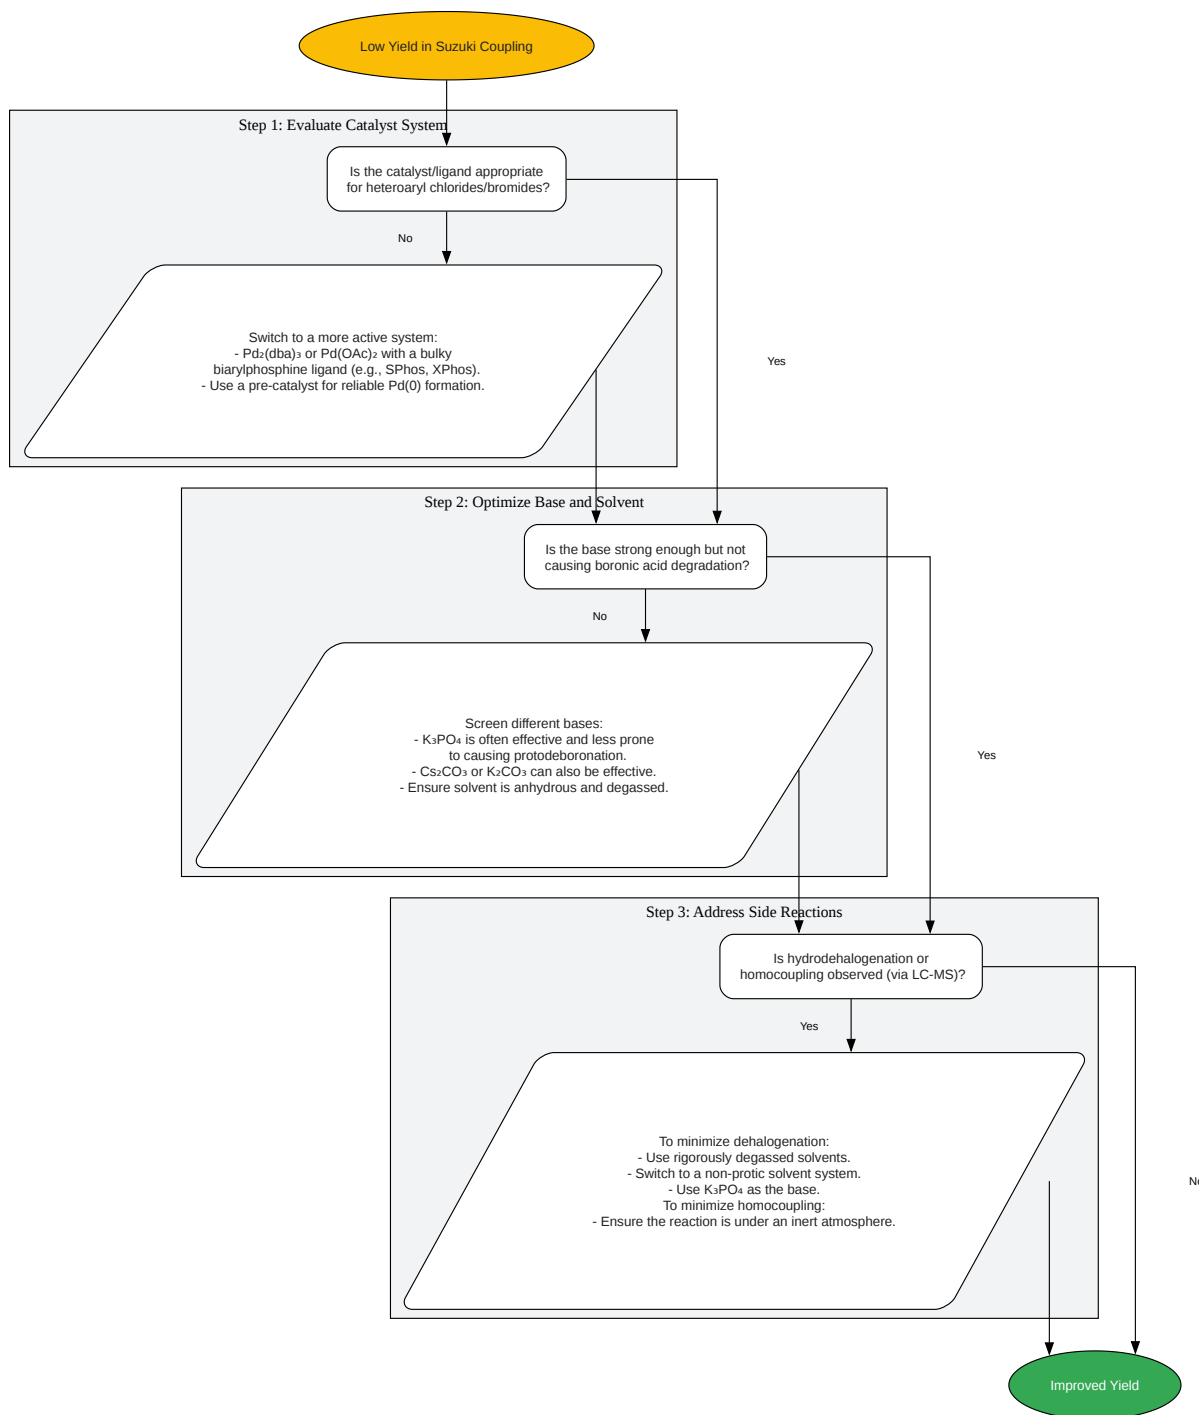 Low Yield in Suzuki Coupling
Step 1: Evaluate Catalyst System
Is the catalyst/ligand appropriate
for heteroaryl chlorides/bromides?
No
Switch to a more active system:
- Pd₂(dba)₃ or Pd(OAc)₂ with a bulky
biarylphosphine ligand (e.g., SPhos, XPhos).
- Use a pre-catalyst for reliable Pd(0) formation.
Yes
Step 2: Optimize Base and Solvent
Is the base strong enough but not
causing boronic acid degradation?
No
Screen different bases:
- K₃PO₄ is often effective and less prone
to causing protodeboronation.
- Cs₂CO₃ or K₂CO₃ can also be effective.
- Ensure solvent is anhydrous and degassed.
Yes
Step 3: Address Side Reactions
Is hydrodehalogenation or
homocoupling observed (via LC-MS)?
Yes
To minimize dehalogenation:
- Use rigorously degassed solvents.
- Switch to a non-protic solvent system.
- Use K₃PO₄ as the base.
To minimize homocoupling:
- Ensure the reaction is under an inert atmosphere.
No
Improved Yield